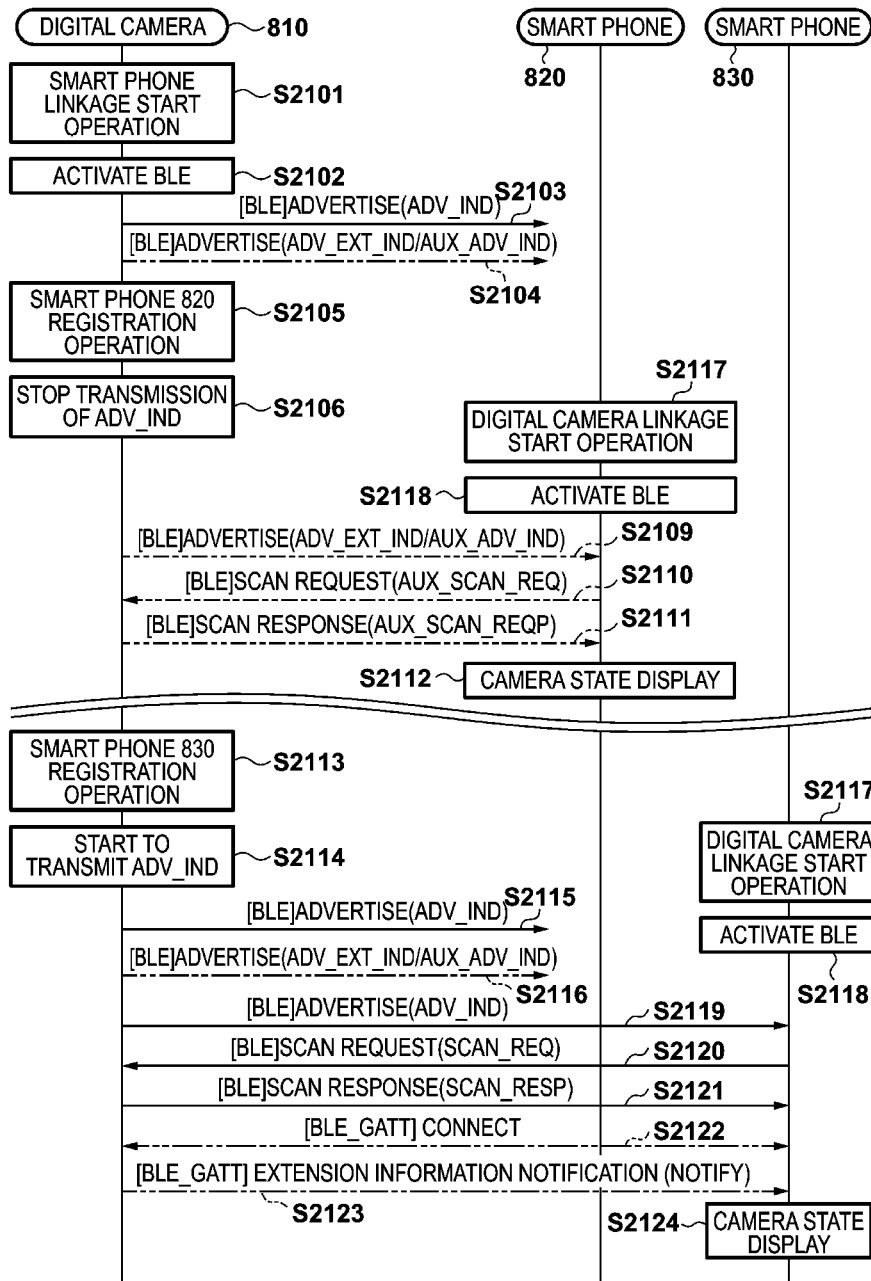 DIGITAL CAMERA
810
SMART PHONE
820
SMART PHONE
830
SMART PHONE
LINKAGE START
OPERATION
S2101
ACTIVATE BLE
S2102
S2103
[BLE]ADVERTISE(ADV_IND)
[BLE]ADVERTISE(ADV_EXT_IND/AUX_ADV_IND)
S2104
SMART PHONE 820
REGISTRATION
OPERATION
S2105
STOP TRANSMISSION
OF ADV_IND
S2106
S2117
DIGITAL CAMERA LINKAGE
START OPERATION
S2118
ACTIVATE BLE
[BLE]ADVERTISE(ADV_EXT_IND/AUX_ADV_IND)
S2109
[BLE]SCAN REQUEST(AUX_SCAN_REQ)
S2110
[BLE]SCAN RESPONSE(AUX_SCAN_REQP)
S2111
S2112
CAMERA STATE DISPLAY
SMART PHONE 830
REGISTRATION
OPERATION
S2113
S2117
DIGITAL CAMERA
LINKAGE START
OPERATION
START TO
TRANSMIT ADV_IND
S2114
[BLE]ADVERTISE(ADV_IND)
S2115
ACTIVATE BLE
S2118
[BLE]ADVERTISE(ADV_EXT_IND/AUX_ADV_IND)
S2116
[BLE]ADVERTISE(ADV_IND)
S2119
[BLE]SCAN REQUEST(SCAN_REQ)
S2120
[BLE]SCAN RESPONSE(SCAN_RESP)
S2121
[BLE_GATT] CONNECT
S2122
[BLE_GATT] EXTENSION INFORMATION NOTIFICATION (NOTIFY)
S2123
S2124
CAMERA STATE
DISPLAY